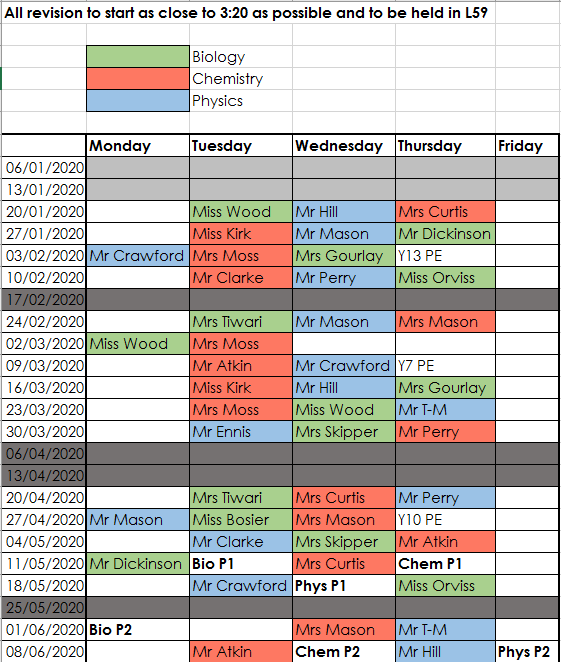 All revision to start as close to 3:20 as possible and to be held in L59
Biology
Chemistry
Physics
Monday Tuesday Wednesday Thursday Friday
06/01/2020
13/01/2020
20/01/2020 Miss Wood Mr Hill Mrs Curtis
27/01/2020 Miss Kirk Mr Mason Mr Dickinson
03/02/2020 Mr Crawford Mrs Moss Mrs Gourlay Y13 PE
10/02/2020 Mr Clarke Mr Perry Miss Orviss
17/02/2020
24/02/2020 Mrs Tiwari Mr Mason Mrs Mason
02/03/2020 Miss Wood Mrs Moss
09/03/2020 Mr Atkin Mr Crawford Y7 PE
16/03/2020 Miss Kirk Mr Hill Mrs Gourlay
23/03/2020 Mrs Moss Miss Wood Mr T-M
30/03/2020 Mr Ennis Mrs Skipper Mr Perry
06/04/2020
13/04/2020
20/04/2020 Mrs Tiwari Mrs Curtis Mr Perry
27/04/2020 Mr Mason Miss Bosier Mrs Mason Y10 PE
04/05/2020 Mr Clarke Mrs Skipper Mr Atkin
11/05/2020 Mr Dickinson Bio P1 Mrs Curtis Chem P1
18/05/2020 Mr Crawford Phys P1 Miss Orviss
25/05/2020
01/06/2020 Bio P2 Mrs Mason Mr T-M
08/06/2020 Mr Atkin Chem P2 Mr Hill Phys P2